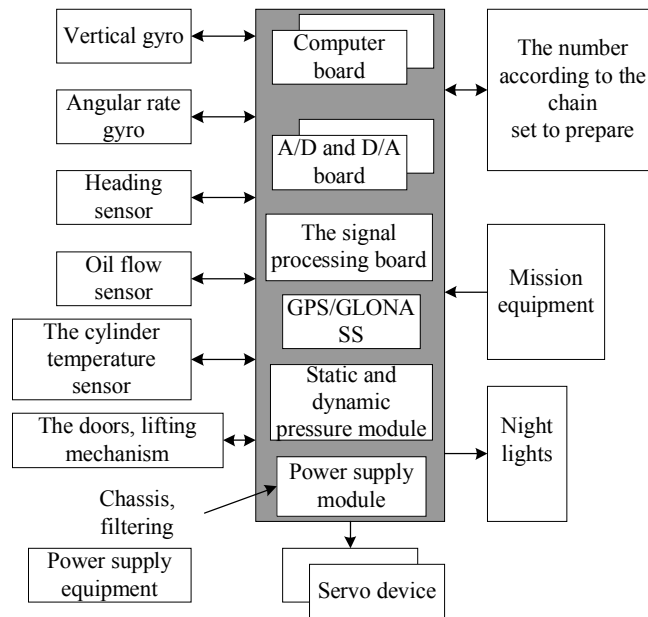 Vertical gyro
Angular rate
gyro
Heading
sensor
Oil flow
sensor
The cylinder
temperature
sensor
The doors, lifting
mechanism
Chassis,
filtering
Power supply
equipment
Computer
board
A/D and D/A
board
The signal
processing board
GPS/GLONA
SS
Static and
dynamic
pressure module
Power supply
module
Servo device
The number
according to the
chain
set to prepare
Mission
equipment
Night
lights